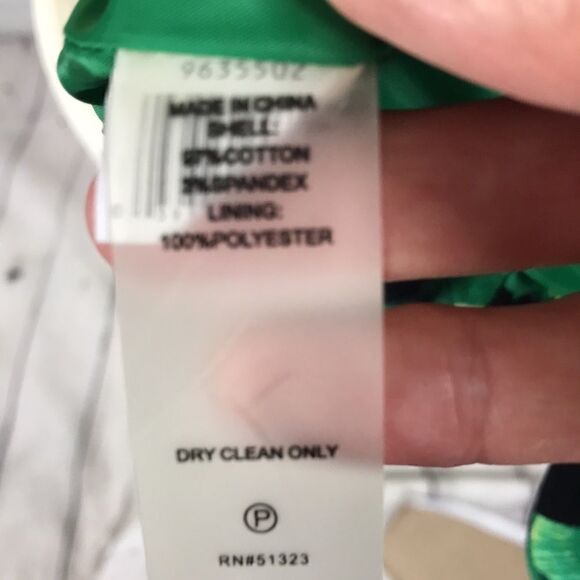 9635502
MADE IN CHINA
SHELL:
97%COTTON
3%SPANDEX
LINING:
100%POLYESTER
DRY CLEAN ONLY
P
RN#51323